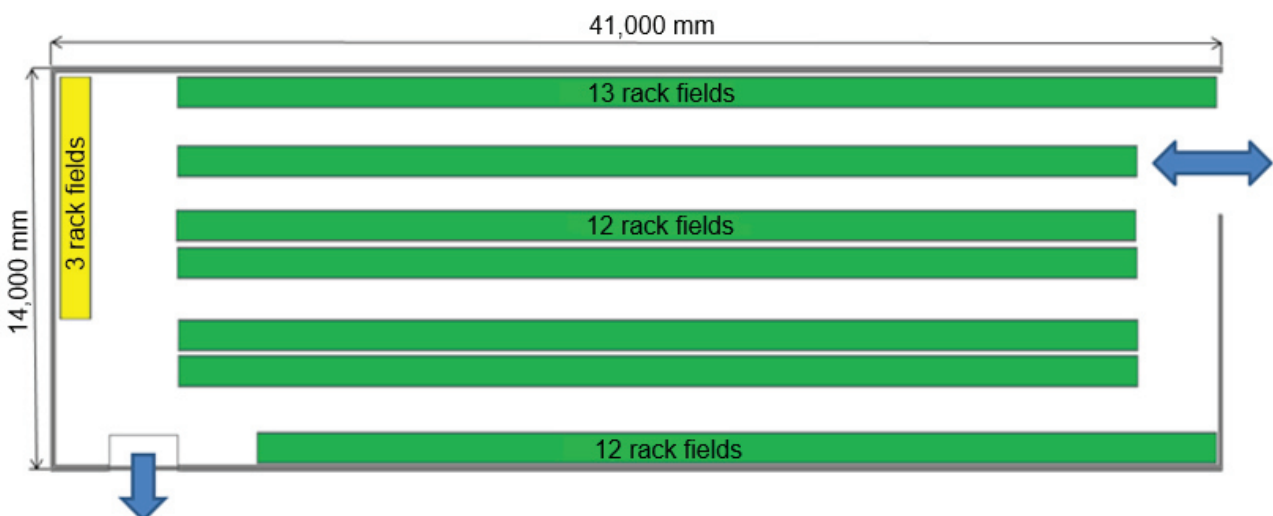 41,000 mm
13 rack fields
3 rack fields
14,000 mm
12 rack fields
12 rack fields